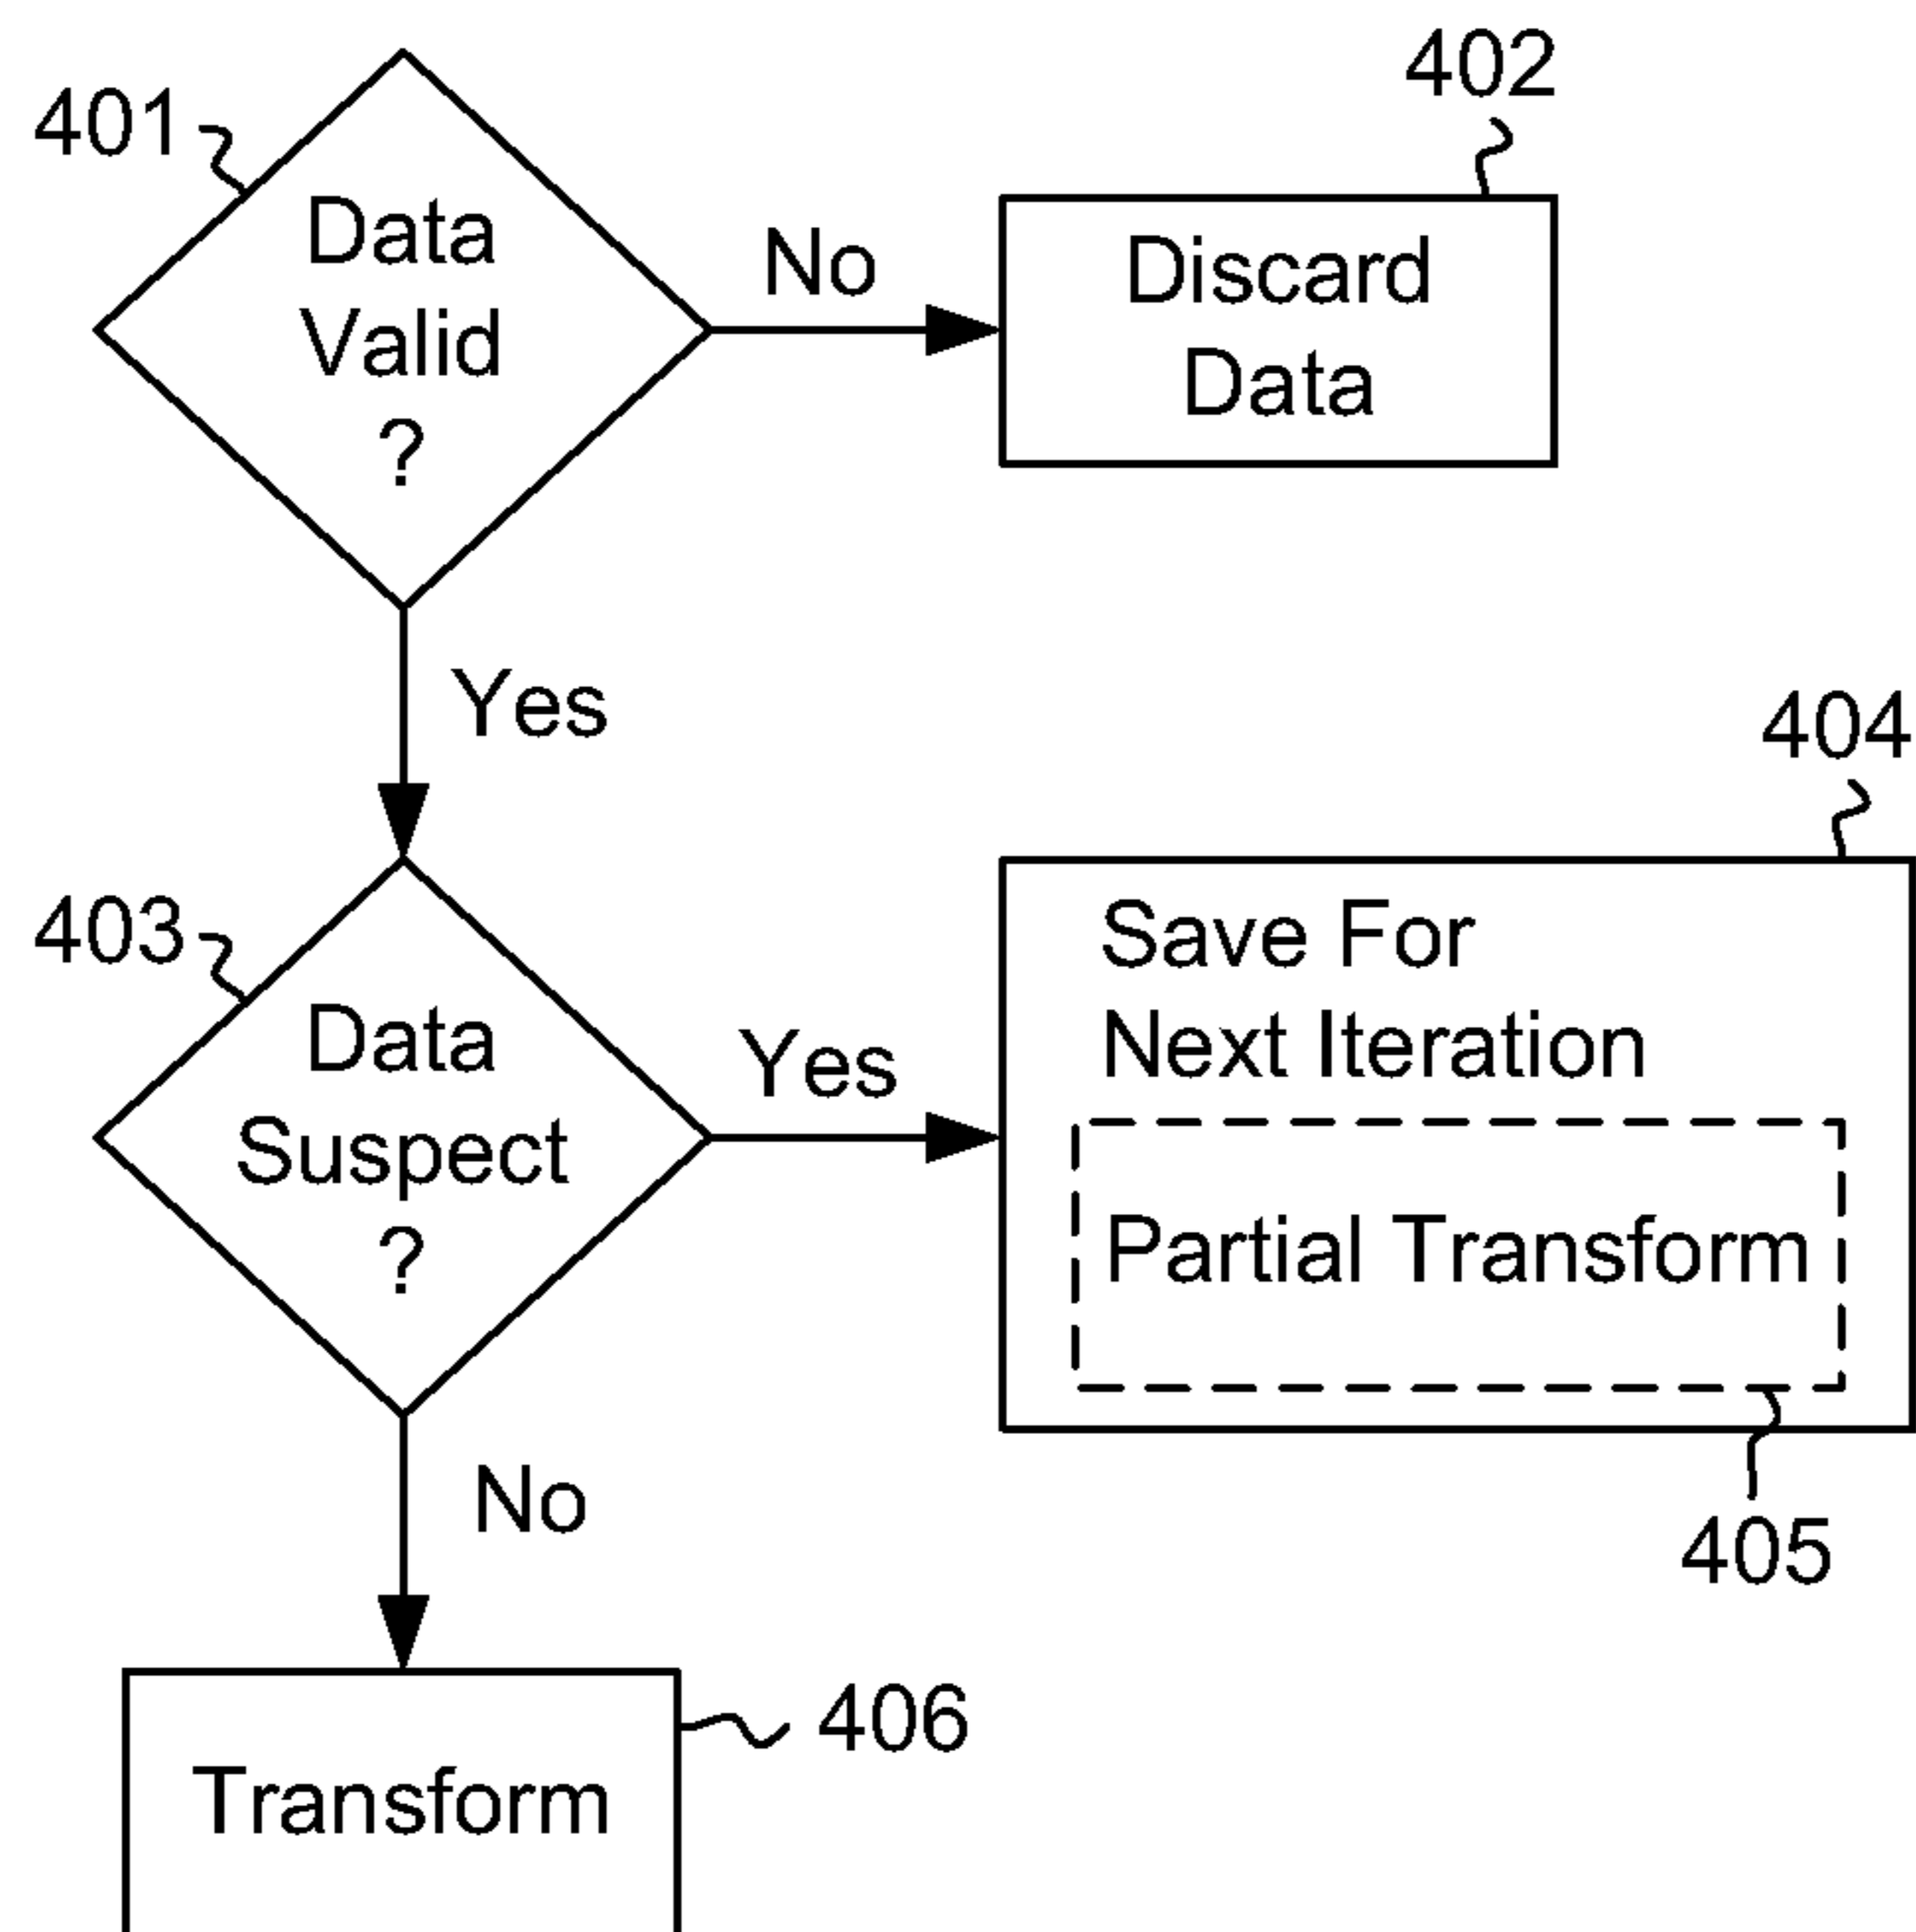 402
401
Data
Valid
?
No
Discard
Data
Yes
404
403
Data
Suspect
?
Yes
Save For
Next Iteration
Partial Transform
No
405
406
Transform